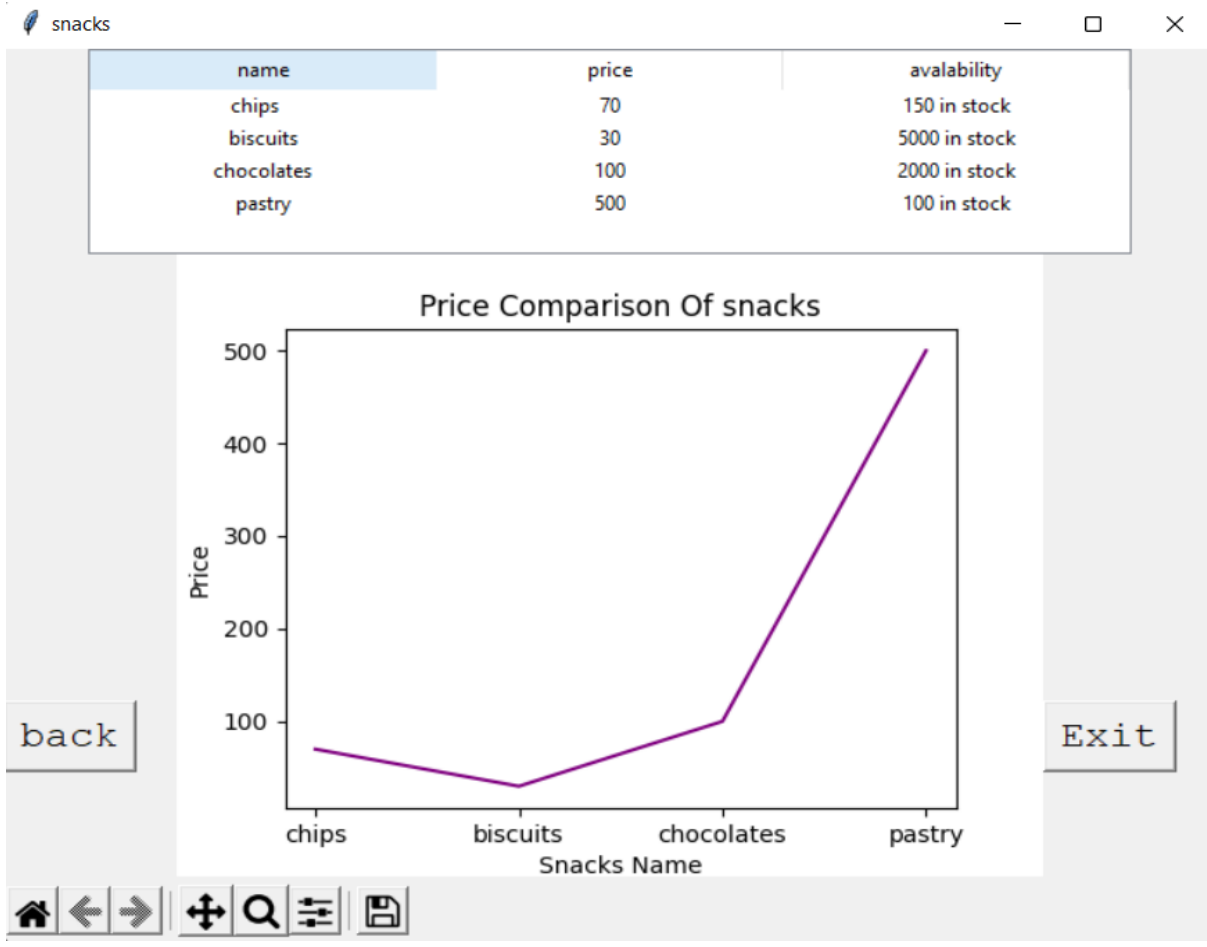 snacks
name price avalability
chips 70 150 in stock
biscuits 30 5000 in stock
chocolates 100 2000 in stock
pastry 500 100 in stock
Price Comparison Of snacks
500
400
300
200
100
Price
chips biscuits chocolates pastry
Snacks Name
back
Exit